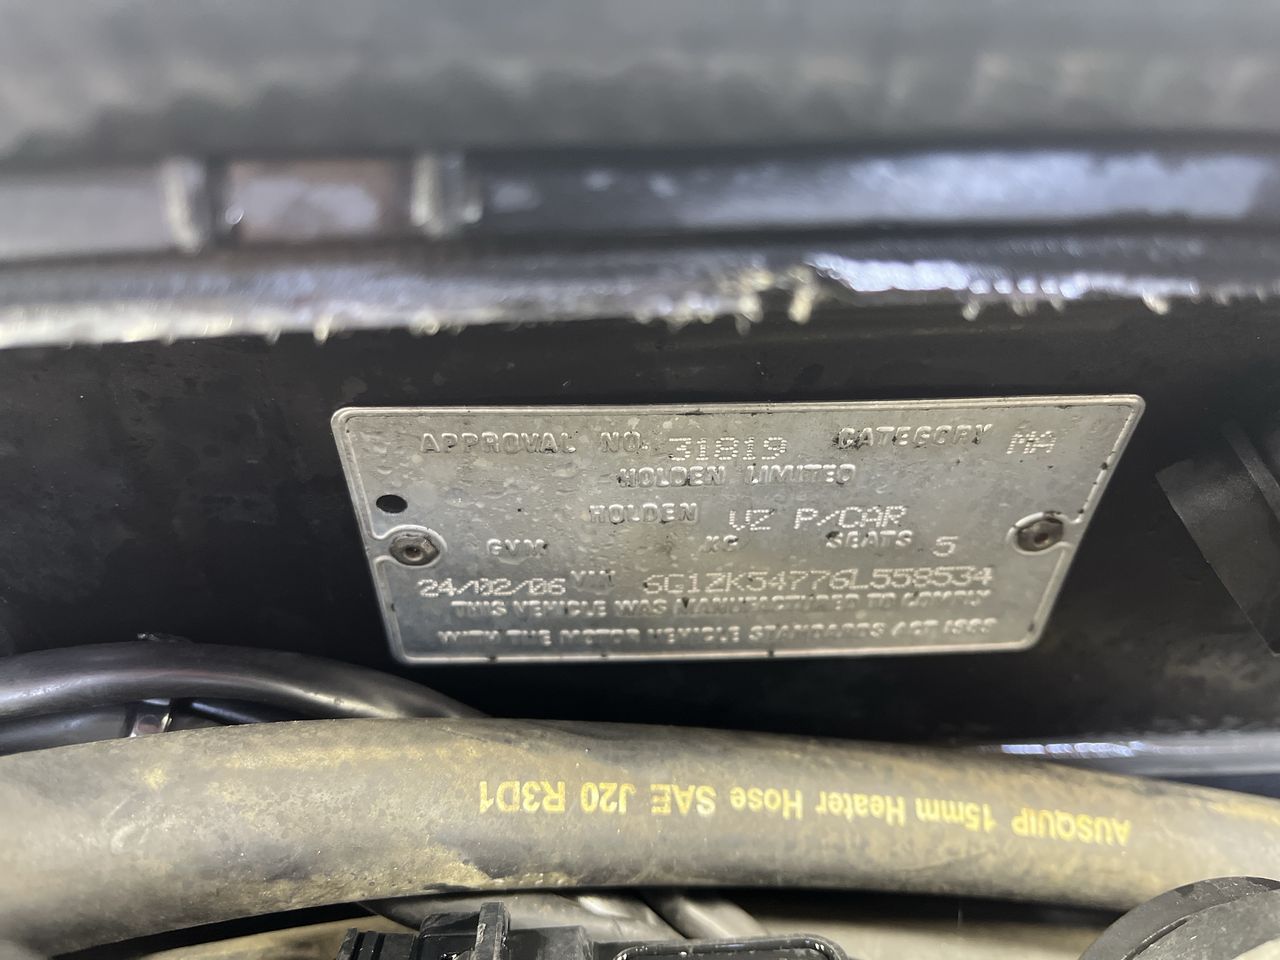 APPROVAL NO. 31819 CATEGORY MA
HOLDEN LIMITED
HOLDEN VZ P/CAR
GVM KG SEATS 5
24/02/06 VIN 6G1ZK54776L558534
THIS VEHICLE WAS MANUFACTURED TO COMPLY
WITH THE MOTOR VEHICLE STANDARDS ACT 1989
AUSQUIP 15mm Heater Hose SAE J20 R3D1